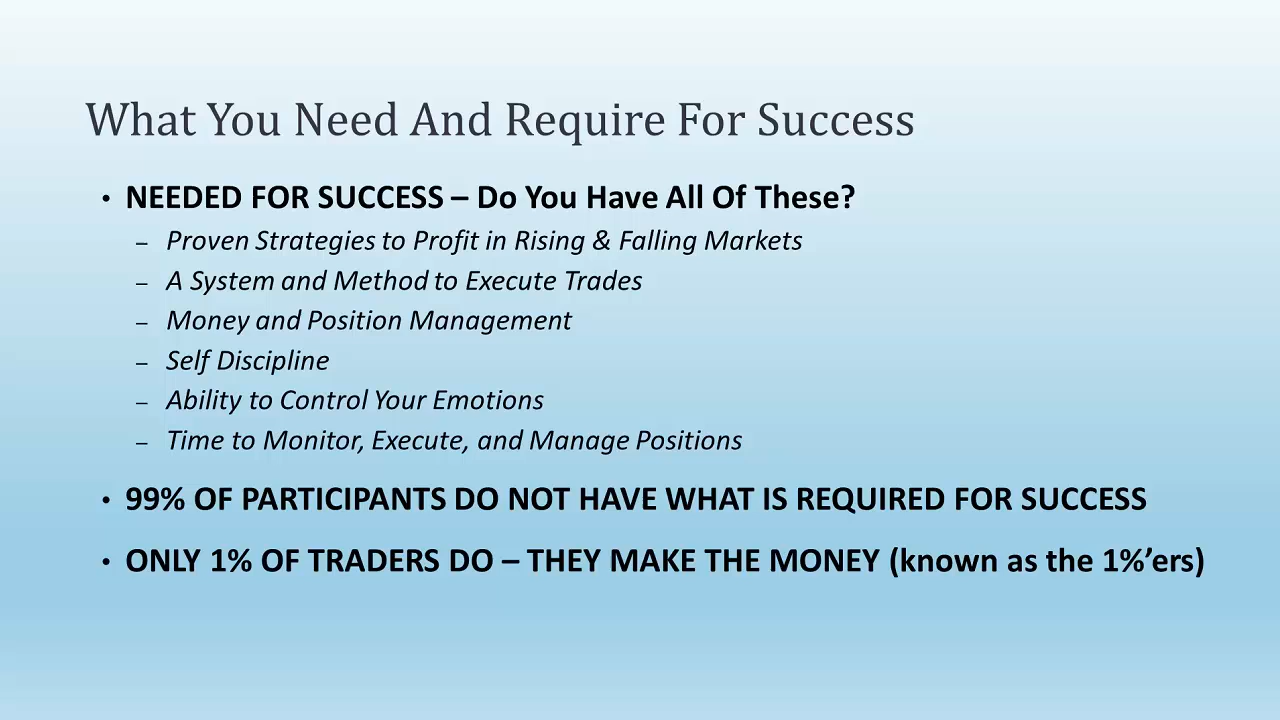 What You Need And Require For Success
• NEEDED FOR SUCCESS – Do You Have All Of These?
– Proven Strategies to Profit in Rising & Falling Markets
– A System and Method to Execute Trades
– Money and Position Management
– Self Discipline
– Ability to Control Your Emotions
– Time to Monitor, Execute, and Manage Positions
• 99% OF PARTICIPANTS DO NOT HAVE WHAT IS REQUIRED FOR SUCCESS
• ONLY 1% OF TRADERS DO – THEY MAKE THE MONEY (known as the 1%’ers)